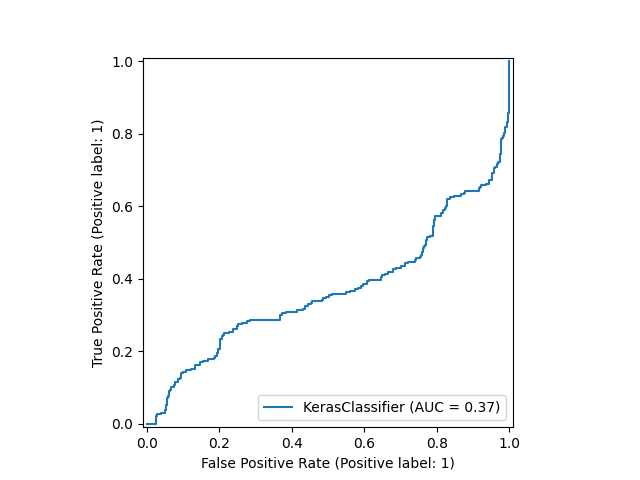 1.0
0.8
0.6
0.4
0.2
0.0
True Positive Rate (Positive label: 1)
KerasClassifier (AUC = 0.37)
0.0 0.2 0.4 0.6 0.8 1.0
False Positive Rate (Positive label: 1)